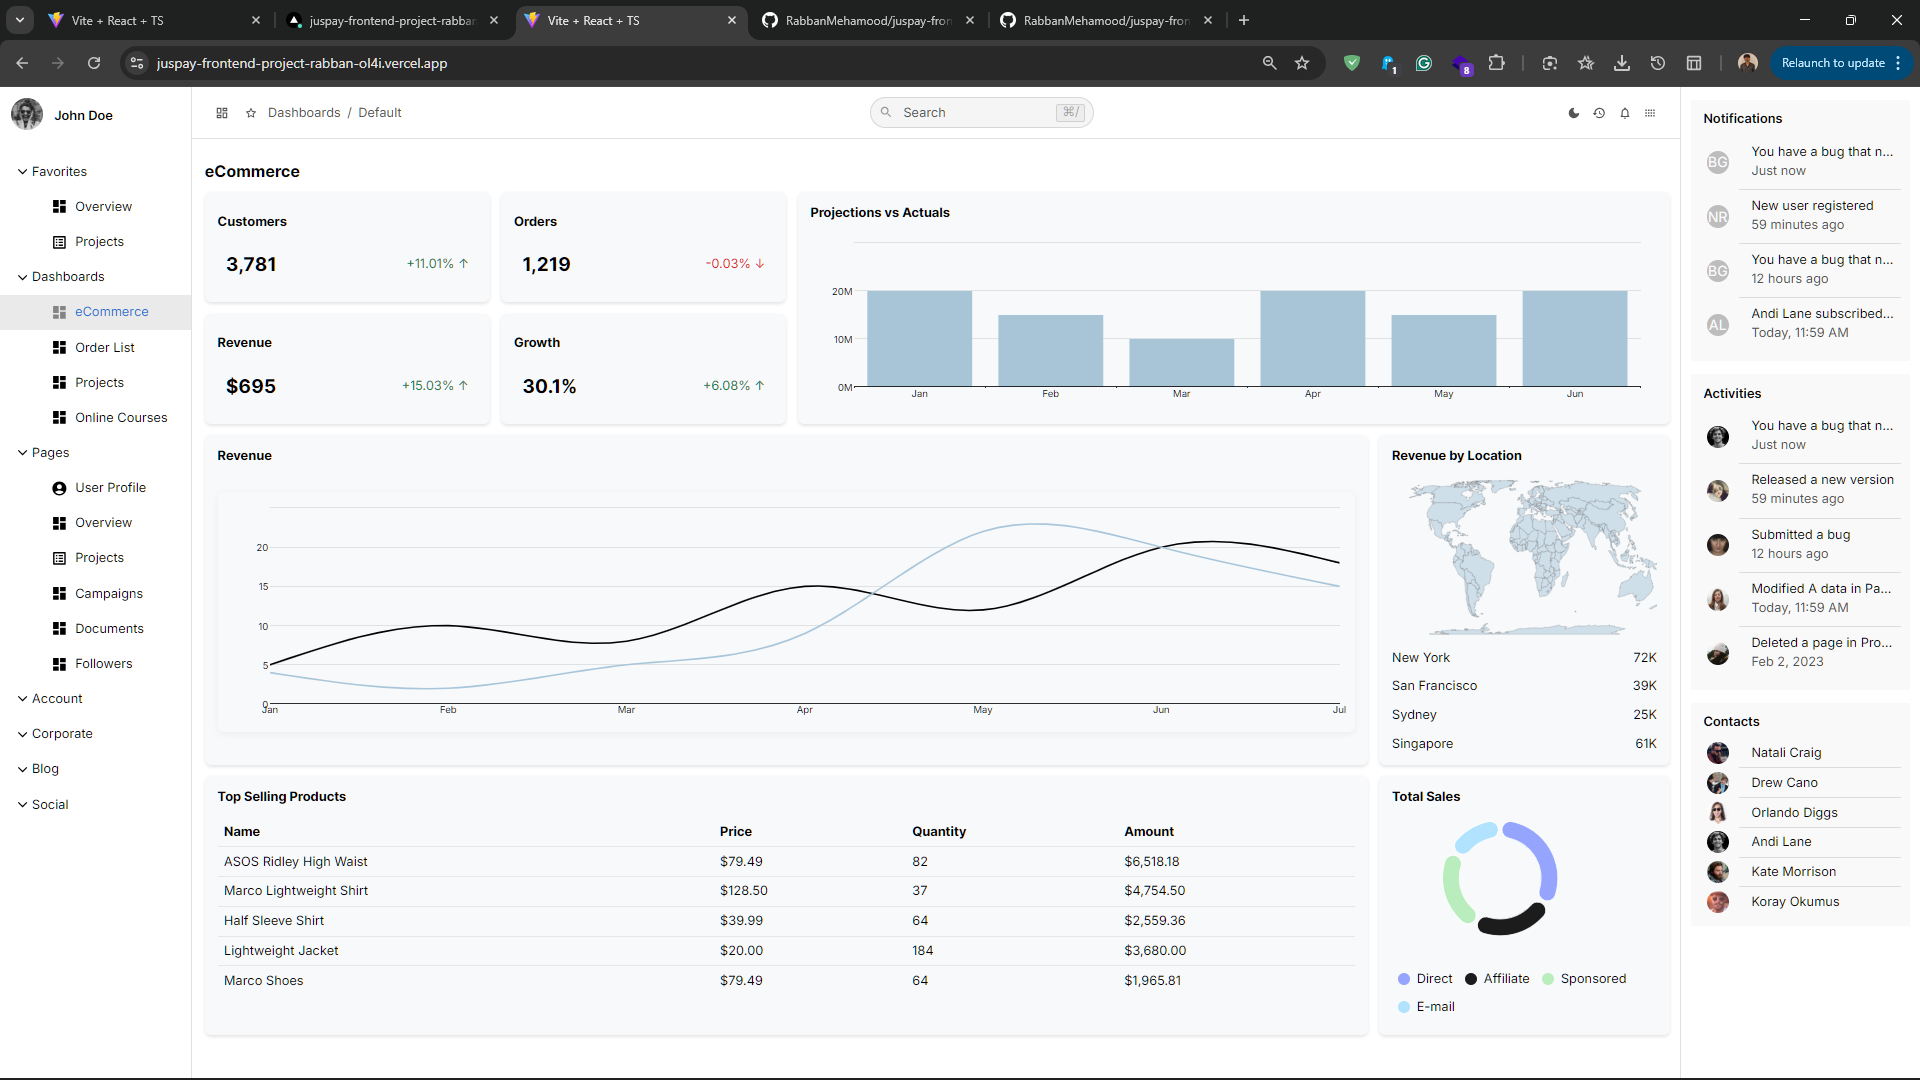 Vite + React + TS
juspay-frontend-project-rabban
Vite + React + TS
RabbanMehamood/juspay-fron
RabbanMehamood/juspay-fron
juspay-frontend-project-rabban-ol4i.vercel.app
1
8
Relaunch to update
John Doe
Favorites
Overview
Projects
Dashboards
eCommerce
Order List
Projects
Online Courses
Pages
User Profile
Overview
Projects
Campaigns
Documents
Followers
Account
Corporate
Blog
Social
Dashboards / Default
Search ⌘/
eCommerce
Customers
3,781 +11.01% ↑
Orders
1,219 -0.03% ↓
Revenue
$695 +15.03% ↑
Growth
30.1% +6.08% ↑
Projections vs Actuals
20M
10M
0M
Jan Feb Mar Apr May Jun
Revenue
20
15
10
5
0
Jan Feb Mar Apr May Jun Jul
Revenue by Location
New York 72K
San Francisco 39K
Sydney 25K
Singapore 61K
Top Selling Products
Name Price Quantity Amount
ASOS Ridley High Waist $79.49 82 $6,518.18
Marco Lightweight Shirt $128.50 37 $4,754.50
Half Sleeve Shirt $39.99 64 $2,559.36
Lightweight Jacket $20.00 184 $3,680.00
Marco Shoes $79.49 64 $1,965.81
Total Sales
Direct Affiliate Sponsored
E-mail
Notifications
BG You have a bug that n...
Just now
NR New user registered
59 minutes ago
BG You have a bug that n...
12 hours ago
AL Andi Lane subscribed...
Today, 11:59 AM
Activities
You have a bug that n...
Just now
Released a new version
59 minutes ago
Submitted a bug
12 hours ago
Modified A data in Pa...
Today, 11:59 AM
Deleted a page in Pro...
Feb 2, 2023
Contacts
Natali Craig
Drew Cano
Orlando Diggs
Andi Lane
Kate Morrison
Koray Okumus